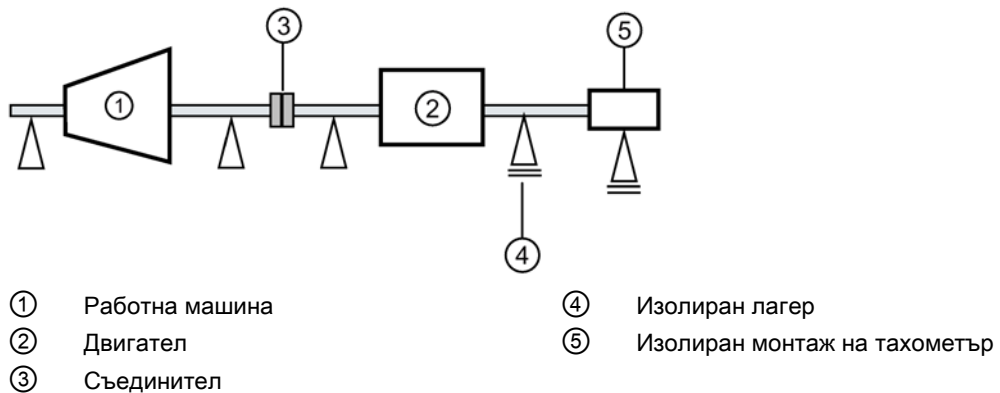 ③
⑤
①
②
④
① Работна машина
④ Изолиран лагер
② Двигател
⑤ Изолиран монтаж на тахометър
③ Съединител